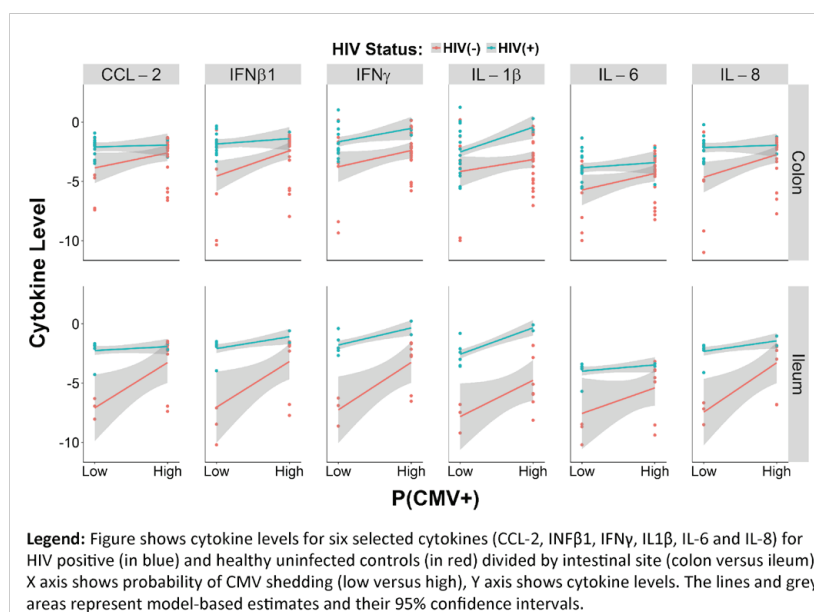 HIV Status: HIV(-) HIV(+)
CCL – 2 IFNβ1 IFNγ IL – 1β IL – 6 IL – 8
0
-5
-10
Colon
Cytokine Level
0
-5
-10
Ileum
Low High Low High Low High Low High Low High Low High
P(CMV+)
Legend: Figure shows cytokine levels for six selected cytokines (CCL-2, INFβ1, IFNγ, IL1β, IL-6 and IL-8) for
HIV positive (in blue) and healthy uninfected controls (in red) divided by intestinal site (colon versus ileum)
X axis shows probability of CMV shedding (low versus high), Y axis shows cytokine levels. The lines and grey
areas represent model-based estimates and their 95% confidence intervals.